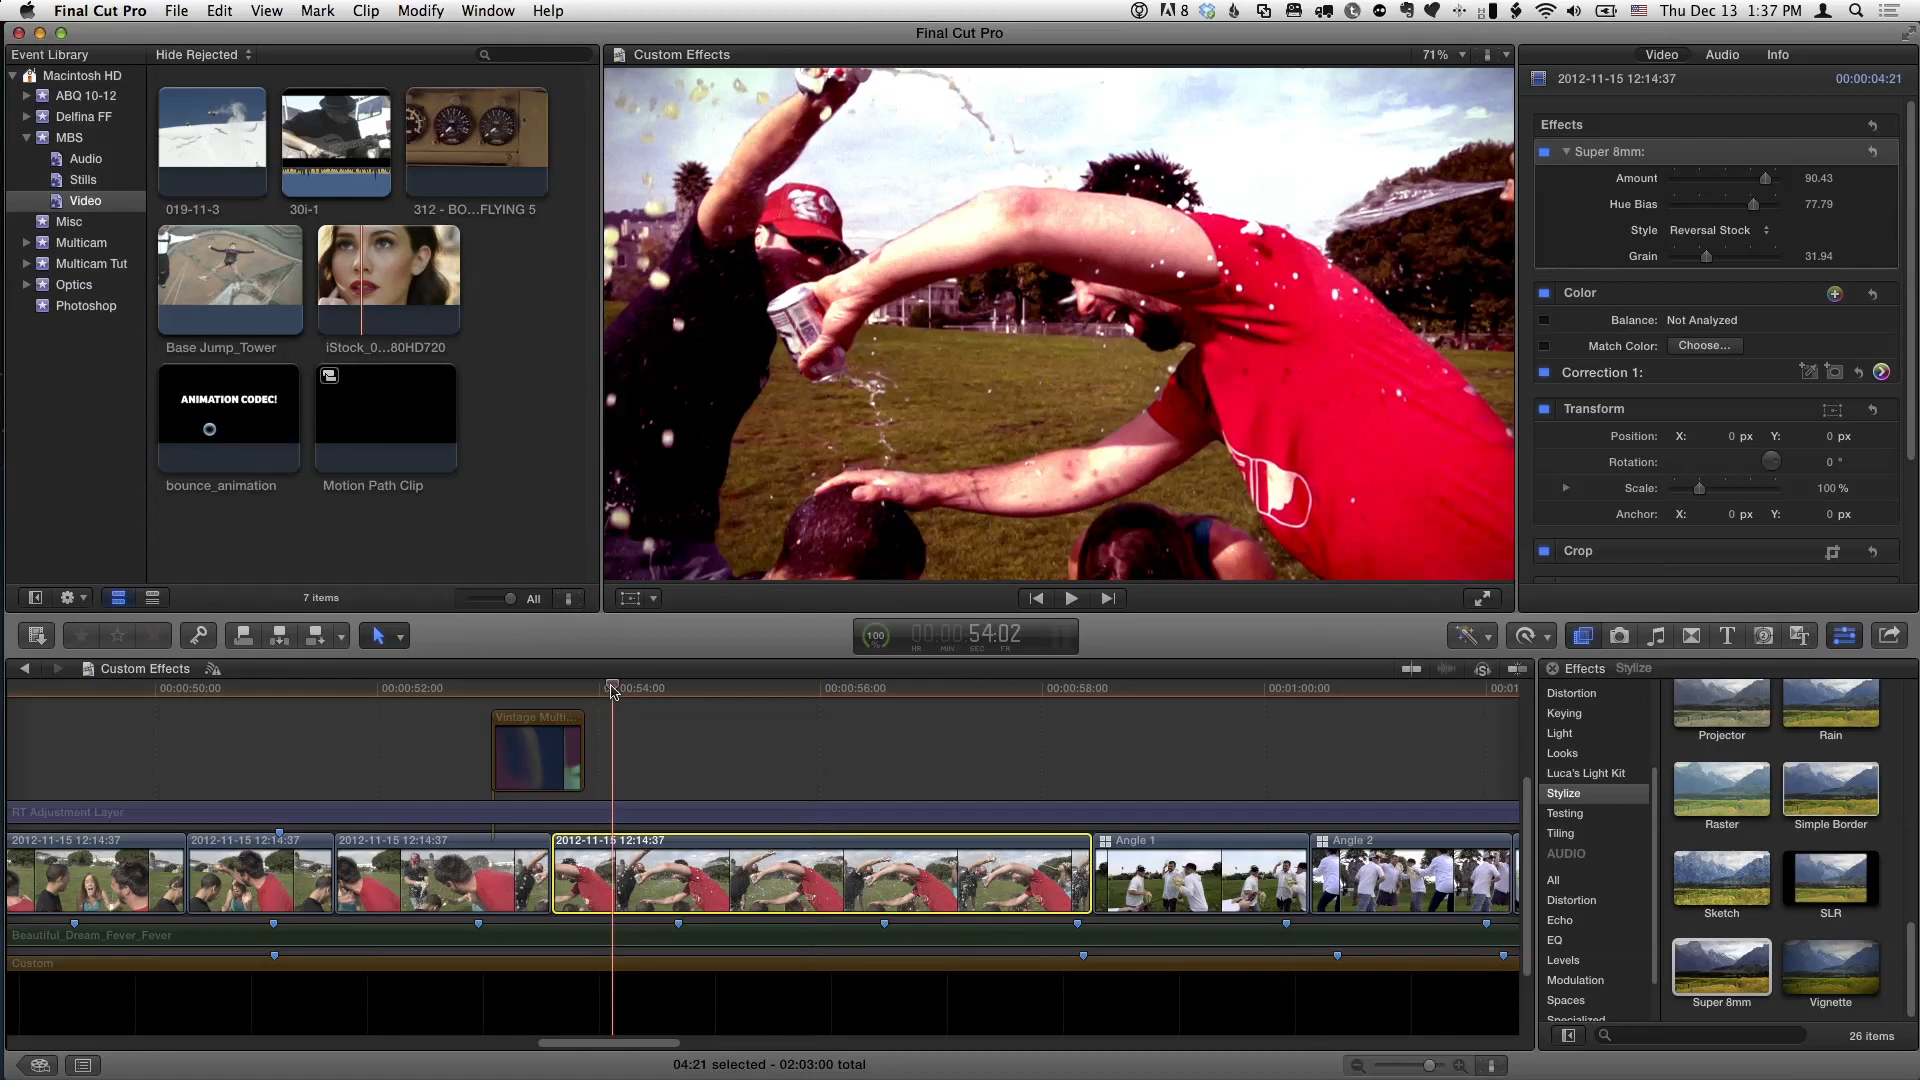 Final Cut Pro File Edit View Mark Clip Modify Window Help
8 Thu Dec 13 1:37 PM
Final Cut Pro
Event Library
Hide Rejected
Macintosh HD
ABQ 10-12
Delfina FF
MBS
Audio
Stills
Video
Misc
Multicam
Multicam Tut
Optics
Photoshop
019-11-3
30i-1
312 - BO...FLYING 5
Base Jump_Tower
iStock_0...80HD720
ANIMATION CODEC!
bounce_animation
Motion Path Clip
7 items
All
Custom Effects
71%
Video Audio Info
2012-11-15 12:14:37
00:00:04:21
Effects
Super 8mm:
Amount 90.43
Hue Bias 77.79
Style Reversal Stock
Grain 31.94
Color
Balance: Not Analyzed
Match Color: Choose...
Correction 1:
Transform
Position: X: 0 px Y: 0 px
Rotation: 0 °
Scale: 100 %
Anchor: X: 0 px Y: 0 px
Crop
100 %
00:00:54:02
HR MIN SEC FR
Custom Effects
00:00:50:00
00:00:52:00
00:00:54:00
00:00:56:00
00:00:58:00
00:01:00:00
00:01
Vintage Multi...
RT Adjustment Layer
2012-11-15 12:14:37
2012-11-15 12:14:37
2012-11-15 12:14:37
2012-11-15 12:14:37
Angle 1
Angle 2
Beautiful_Dream_Fever_Fever
Custom
04:21 selected - 02:03:00 total
Effects Stylize
Distortion
Keying
Light
Looks
Luca's Light Kit
Stylize
Testing
Tiling
AUDIO
All
Distortion
Echo
EQ
Levels
Modulation
Spaces
Specialized
Projector
Rain
Raster
Simple Border
Sketch
SLR
Super 8mm
Vignette
26 items